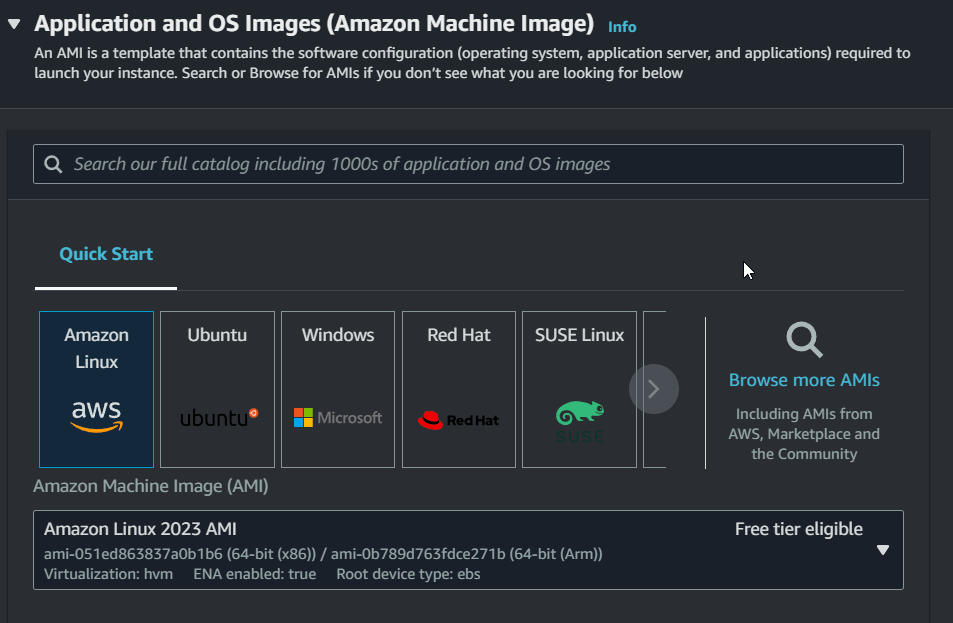 Application and OS Images (Amazon Machine Image) Info
An AMI is a template that contains the software configuration (operating system, application server, and applications) required to
launch your instance. Search or Browse for AMIs if you don't see what you are looking for below
Search our full catalog including 1000s of application and OS images
Quick Start
Amazon
Linux
aws
Ubuntu
ubuntu
Windows
Microsoft
Red Hat
Red Hat
SUSE Linux
SUSE
Browse more AMIs
Including AMIs from
AWS, Marketplace and
the Community
Amazon Machine Image (AMI)
Amazon Linux 2023 AMI
Free tier eligible
ami-051ed863837a0b1b6 (64-bit (x86)) / ami-0b789d763fdce271b (64-bit (Arm))
Virtualization: hvm ENA enabled: true Root device type: ebs